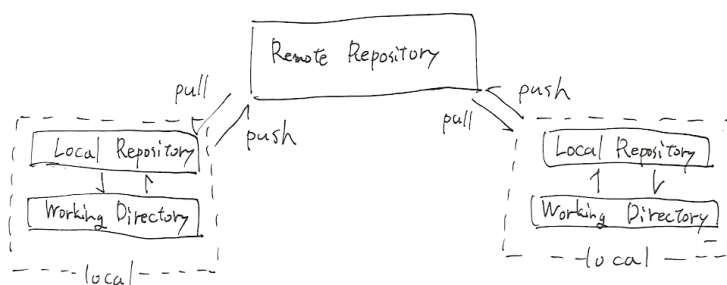 Remote Repository
pull
push
push
pull
Local Repository
Working Directory
local
Local Repository
Working Directory
local